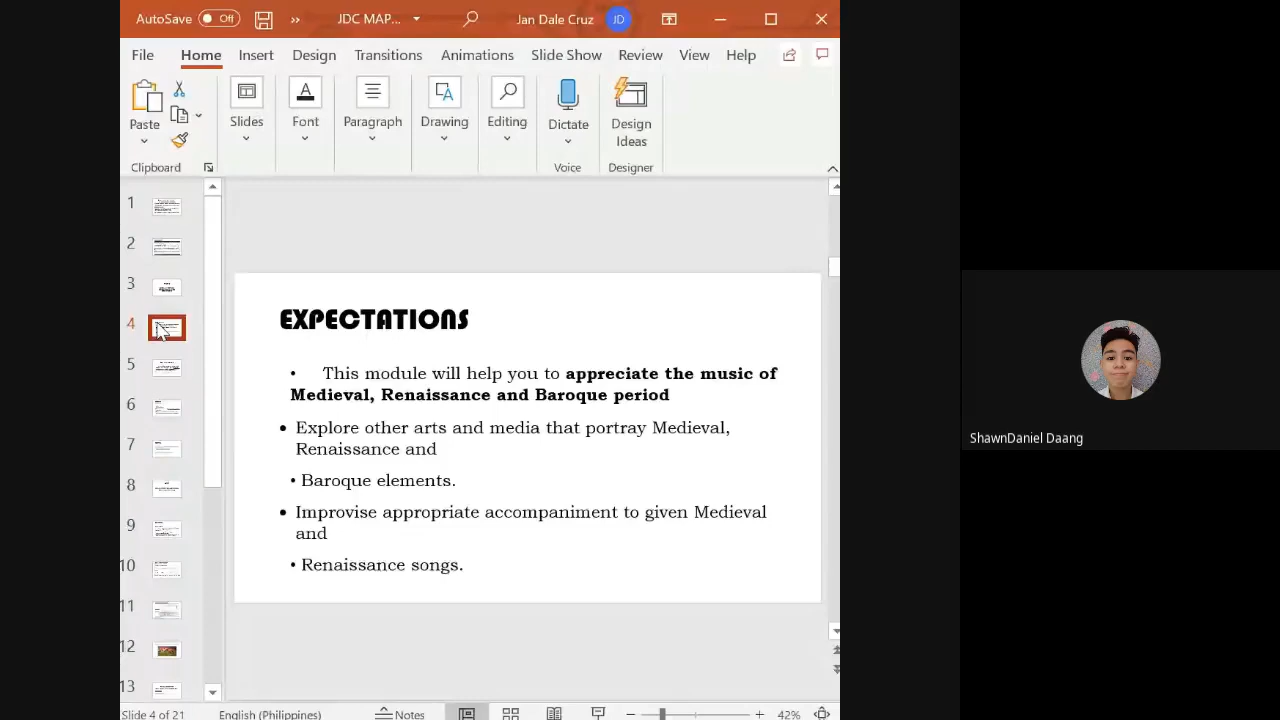 AutoSave Off JDC MAP... Jan Dale Cruz JD
File Home Insert Design Transitions Animations Slide Show Review View Help
Paste Slides Font Paragraph Drawing Editing Dictate Design Ideas
Clipboard Voice Designer
1
2
3
4
5
6
7
8
9
10
11
12
13
EXPECTATIONS
• This module will help you to appreciate the music of
Medieval, Renaissance and Baroque period
• Explore other arts and media that portray Medieval,
Renaissance and
• Baroque elements.
• Improvise appropriate accompaniment to given Medieval
and
• Renaissance songs.
Slide 4 of 21 English (Philippines) Notes 42%
ShawnDaniel Daang